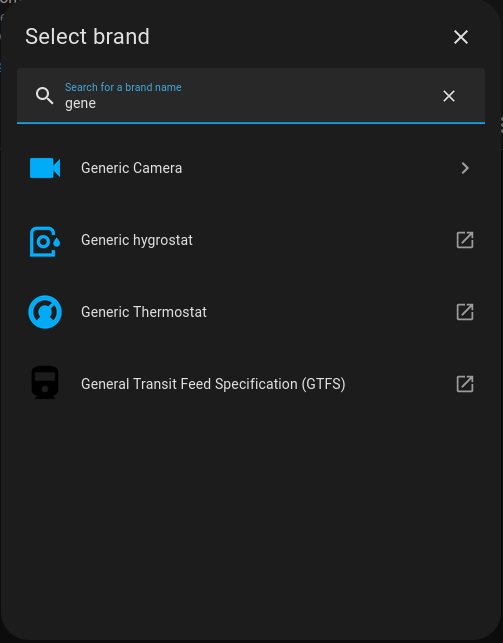 Select brand
Search for a brand name
gene
Generic Camera
Generic hygrostat
Generic Thermostat
General Transit Feed Specification (GTFS)